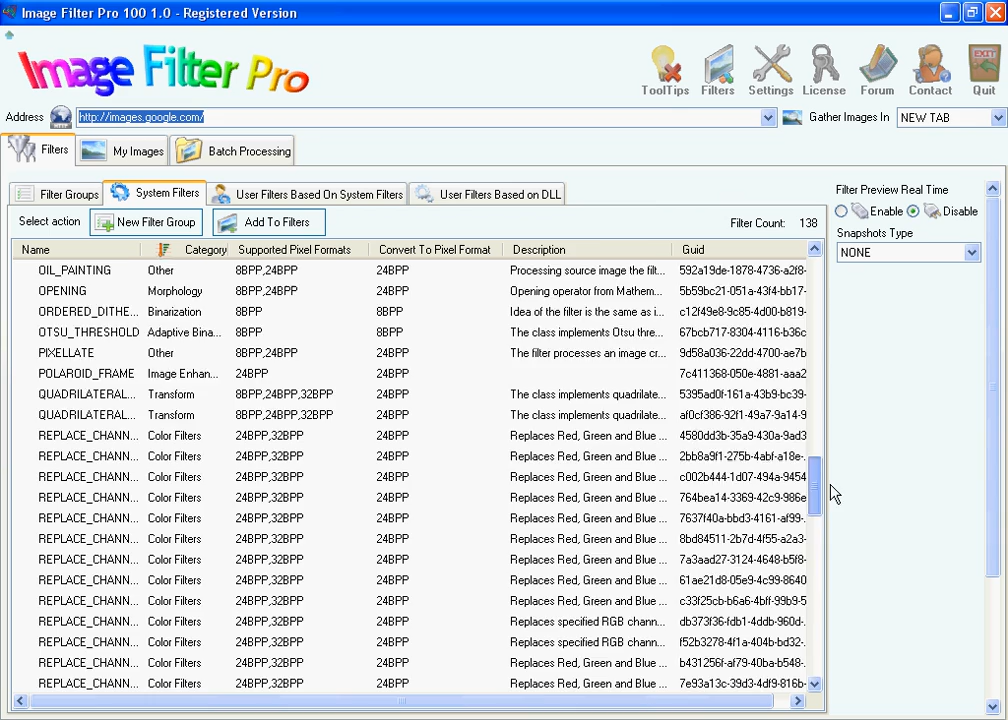 Image Filter Pro 100 1.0 - Registered Version
Image Filter Pro
ToolTips Filters Settings License Forum Contact Quit
EXIT
Address http://images.google.com/ Gather Images In NEW TAB
Filters My Images Batch Processing
Filter Groups System Filters User Filters Based On System Filters User Filters Based on DLL
Filter Preview Real Time
Enable Disable
Select action New Filter Group Add To Filters Filter Count: 138
Snapshots Type
NONE
Name Category Supported Pixel Formats Convert To Pixel Format Description Guid
OIL_PAINTING Other 8BPP,24BPP 24BPP Processing source image the filt... 592a19de-1878-4736-a2f8-
OPENING Morphology 8BPP,24BPP 24BPP Opening operator from Mathem... 5b59bc21-051a-43f4-bb17-
ORDERED_DITHE... Binarization 8BPP 8BPP Idea of the filter is the same as i... c12f49e8-9c85-4d00-b819-
OTSU_THRESHOLD Adaptive Bina... 8BPP 8BPP The class implements Otsu thre... 67bcb717-8304-4116-b36c
PIXELLATE Other 8BPP,24BPP 24BPP The filter processes an image cr... 9d58a036-22dd-4700-ae7b
POLAROID_FRAME Image Enhan... 24BPP 24BPP 7c411368-050e-4881-aaa2
QUADRILATERAL... Transform 8BPP,24BPP,32BPP 24BPP The class implements quadrilate... 5395ad0f-161a-43b9-bc39-
QUADRILATERAL... Transform 8BPP,24BPP,32BPP 24BPP The class implements quadrilate... af0cf386-92f1-49a7-9a14-9
REPLACE_CHANN... Color Filters 24BPP,32BPP 24BPP Replaces Red, Green and Blue ... 4580dd3b-35a9-430a-9ad3
REPLACE_CHANN... Color Filters 24BPP,32BPP 24BPP Replaces Red, Green and Blue ... 2bb8a9f1-275b-4abf-a18e-
REPLACE_CHANN... Color Filters 24BPP,32BPP 24BPP Replaces Red, Green and Blue ... c002b444-1d07-494a-9454
REPLACE_CHANN... Color Filters 24BPP,32BPP 24BPP Replaces Red, Green and Blue ... 764bea14-3369-42c9-986e
REPLACE_CHANN... Color Filters 24BPP,32BPP 24BPP Replaces Red, Green and Blue ... 7637f40a-bbd3-4161-af99-
REPLACE_CHANN... Color Filters 24BPP,32BPP 24BPP Replaces Red, Green and Blue ... 8bd84511-2b7d-4f55-a2a3-
REPLACE_CHANN... Color Filters 24BPP,32BPP 24BPP Replaces Red, Green and Blue ... 7a3aad27-3124-4648-b5f8-
REPLACE_CHANN... Color Filters 24BPP,32BPP 24BPP Replaces Red, Green and Blue ... 61ae21d8-05e9-4c99-8640
REPLACE_CHANN... Color Filters 24BPP,32BPP 24BPP Replaces Red, Green and Blue ... c33f25cb-b6a6-4bff-99b9-5
REPLACE_CHANN... Color Filters 24BPP,32BPP 24BPP Replaces specified RGB chann... db373f36-fdb1-4ddb-960d-
REPLACE_CHANN... Color Filters 24BPP,32BPP 24BPP Replaces specified RGB chann... f52b3278-4f1a-404b-bd32-
REPLACE_CHANN... Color Filters 24BPP,32BPP 24BPP Replaces Red, Green and Blue ... b431256f-af79-40ba-b548-
REPLACE_CHANN... Color Filters 24BPP,32BPP 24BPP Replaces Red, Green and Blue ... 7e93a13c-39d3-4df9-8196